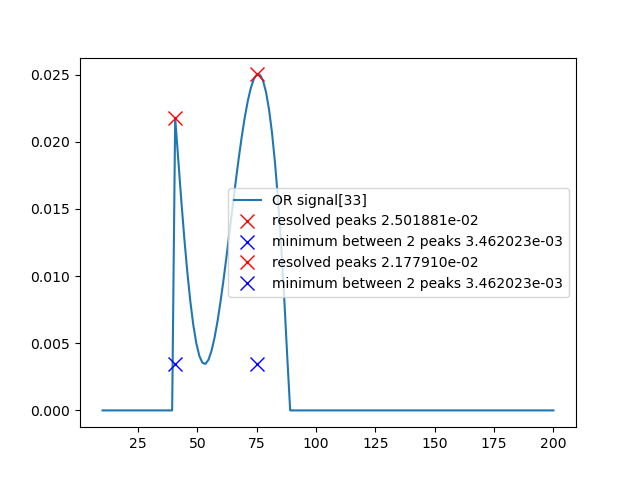 0.025
0.020
0.015
0.010
0.005
0.000
OR signal[33]
resolved peaks 2.501881e-02
minimum between 2 peaks 3.462023e-03
resolved peaks 2.177910e-02
minimum between 2 peaks 3.462023e-03
25 50 75 100 125 150 175 200